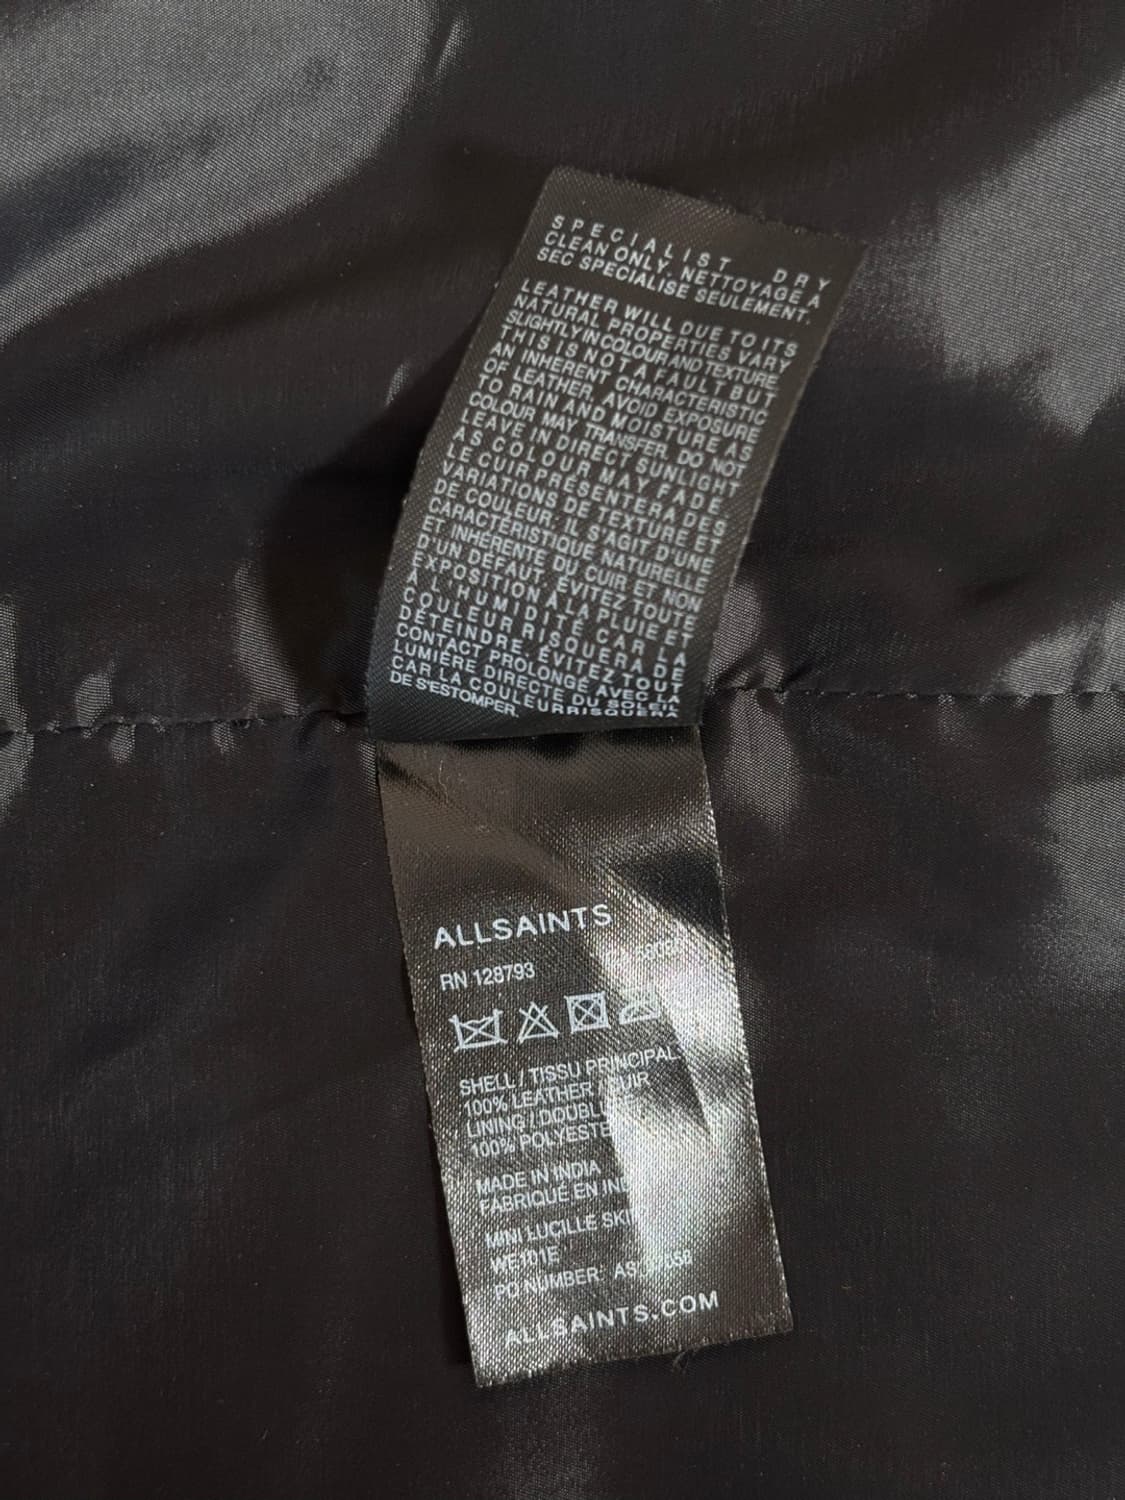 SPECIALIST DRY
CLEAN ONLY. NETTOYAGE À
SEC SPECIALISE SEULEMENT.
LEATHER WILL DUE TO ITS
NATURAL PROPERTIES VARY
SLIGHTLY IN COLOUR AND TEXTURE.
THIS IS NOT A FAULT BUT
AN INHERENT CHARACTERISTIC
OF LEATHER. AVOID EXPOSURE
TO RAIN AND MOISTURE AS
COLOUR MAY TRANSFER. DO NOT
LEAVE IN DIRECT SUNLIGHT
AS COLOUR MAY FADE.
LE CUIR PRÉSENTERA DES
VARIATIONS DE TEXTURE ET
DE COULEUR. IL S'AGIT D'UNE
CARACTÉRISTIQUE NATURELLE
ET INHÉRENTE DU CUIR ET NON
D'UN DÉFAUT. ÉVITEZ TOUTE
EXPOSITION À LA PLUIE ET
À L'HUMIDITÉ CAR LA
COULEUR RISQUERA DE
DÉTEINDRE. ÉVITEZ TOUT
CONTACT PROLONGÉ AVEC LA
LUMIÈRE DIRECTE DU SOLEIL
CAR LA COULEUR RISQUERA
DE S'ESTOMPER.
ALLSAINTS
RN 128793
SHELL / TISSU PRINCIPAL:
100% LEATHER / CUIR
LINING /
100%
MADE IN INDIA
FABRIQUÉ EN
MINI LUCILLE
WE101E
PO NUMBER:
ALLSAINTS.COM